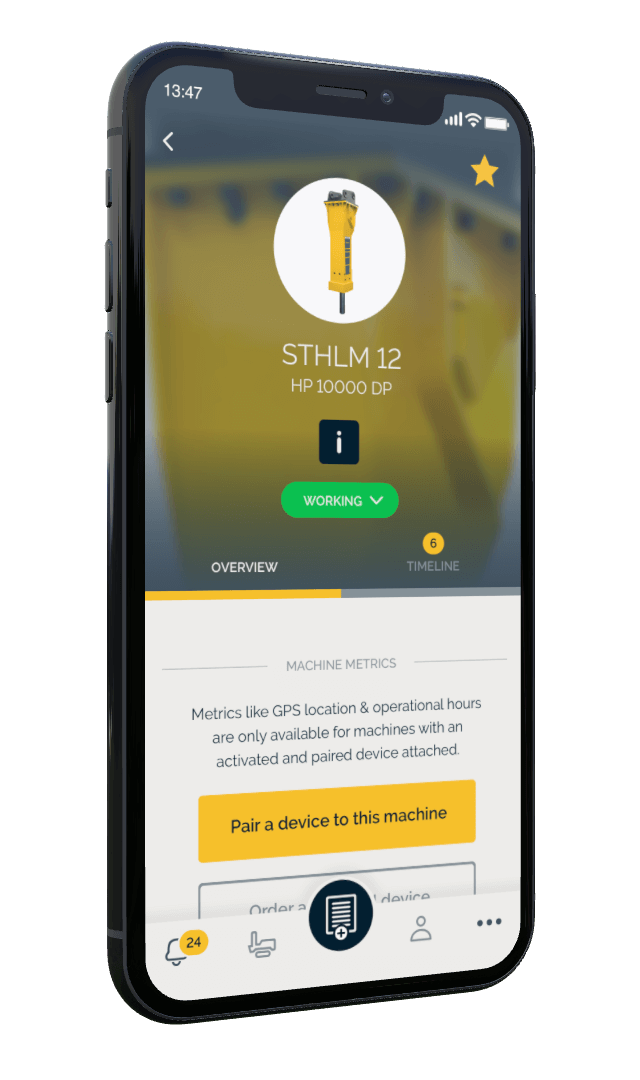 13:47
STHLM 12
HP 10000 DP
i
WORKING
6
OVERVIEW
TIMELINE
MACHINE METRICS
Metrics like GPS location & operational hours
are only available for machines with an
activated and paired device attached.
Pair a device to this machine
Order a device
24